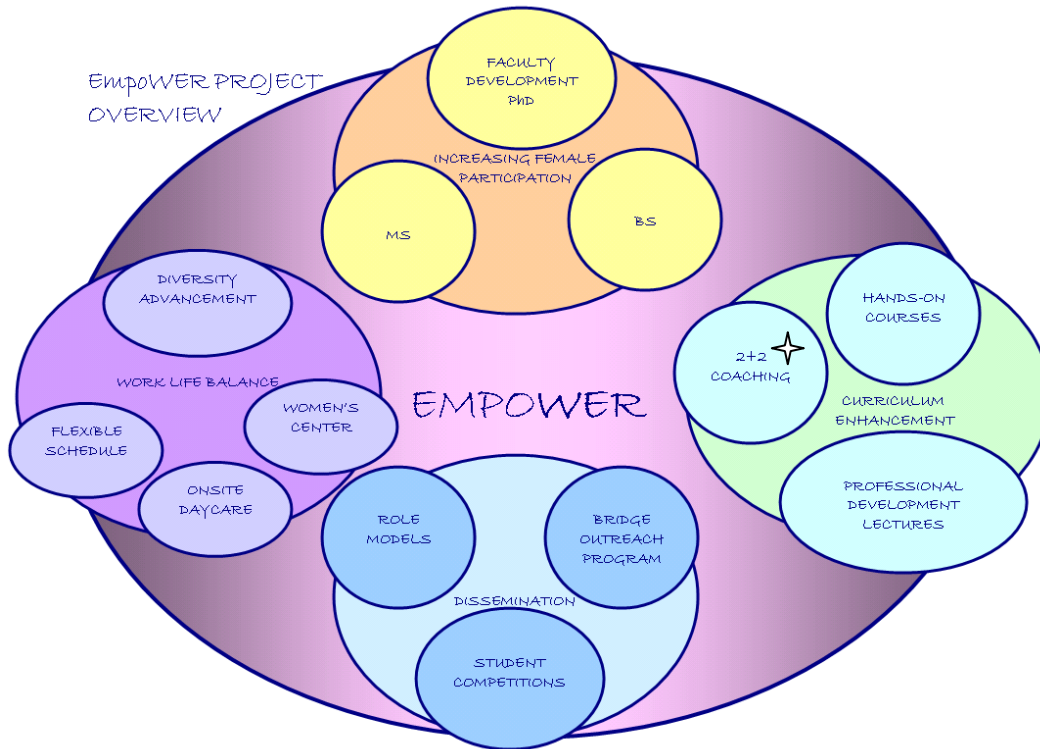 EmpoWER PROJECT
OVERVIEW
FACULTY
DEVELOPMENT
PhD
INCREASING FEMALE
PARTICIPATION
MS
BS
DIVERSITY
ADVANCEMENT
WORK LIFE BALANCE
WOMEN'S
CENTER
FLEXIBLE
SCHEDULE
ONSITE
DAYCARE
EMPOWER
HANDS-ON
COURSES
2+2
COACHING
CURRICULUM
ENHANCEMENT
PROFESSIONAL
DEVELOPMENT
LECTURES
ROLE
MODELS
BRIDGE
OUTREACH
PROGRAM
DISSEMINATION
STUDENT
COMPETITIONS